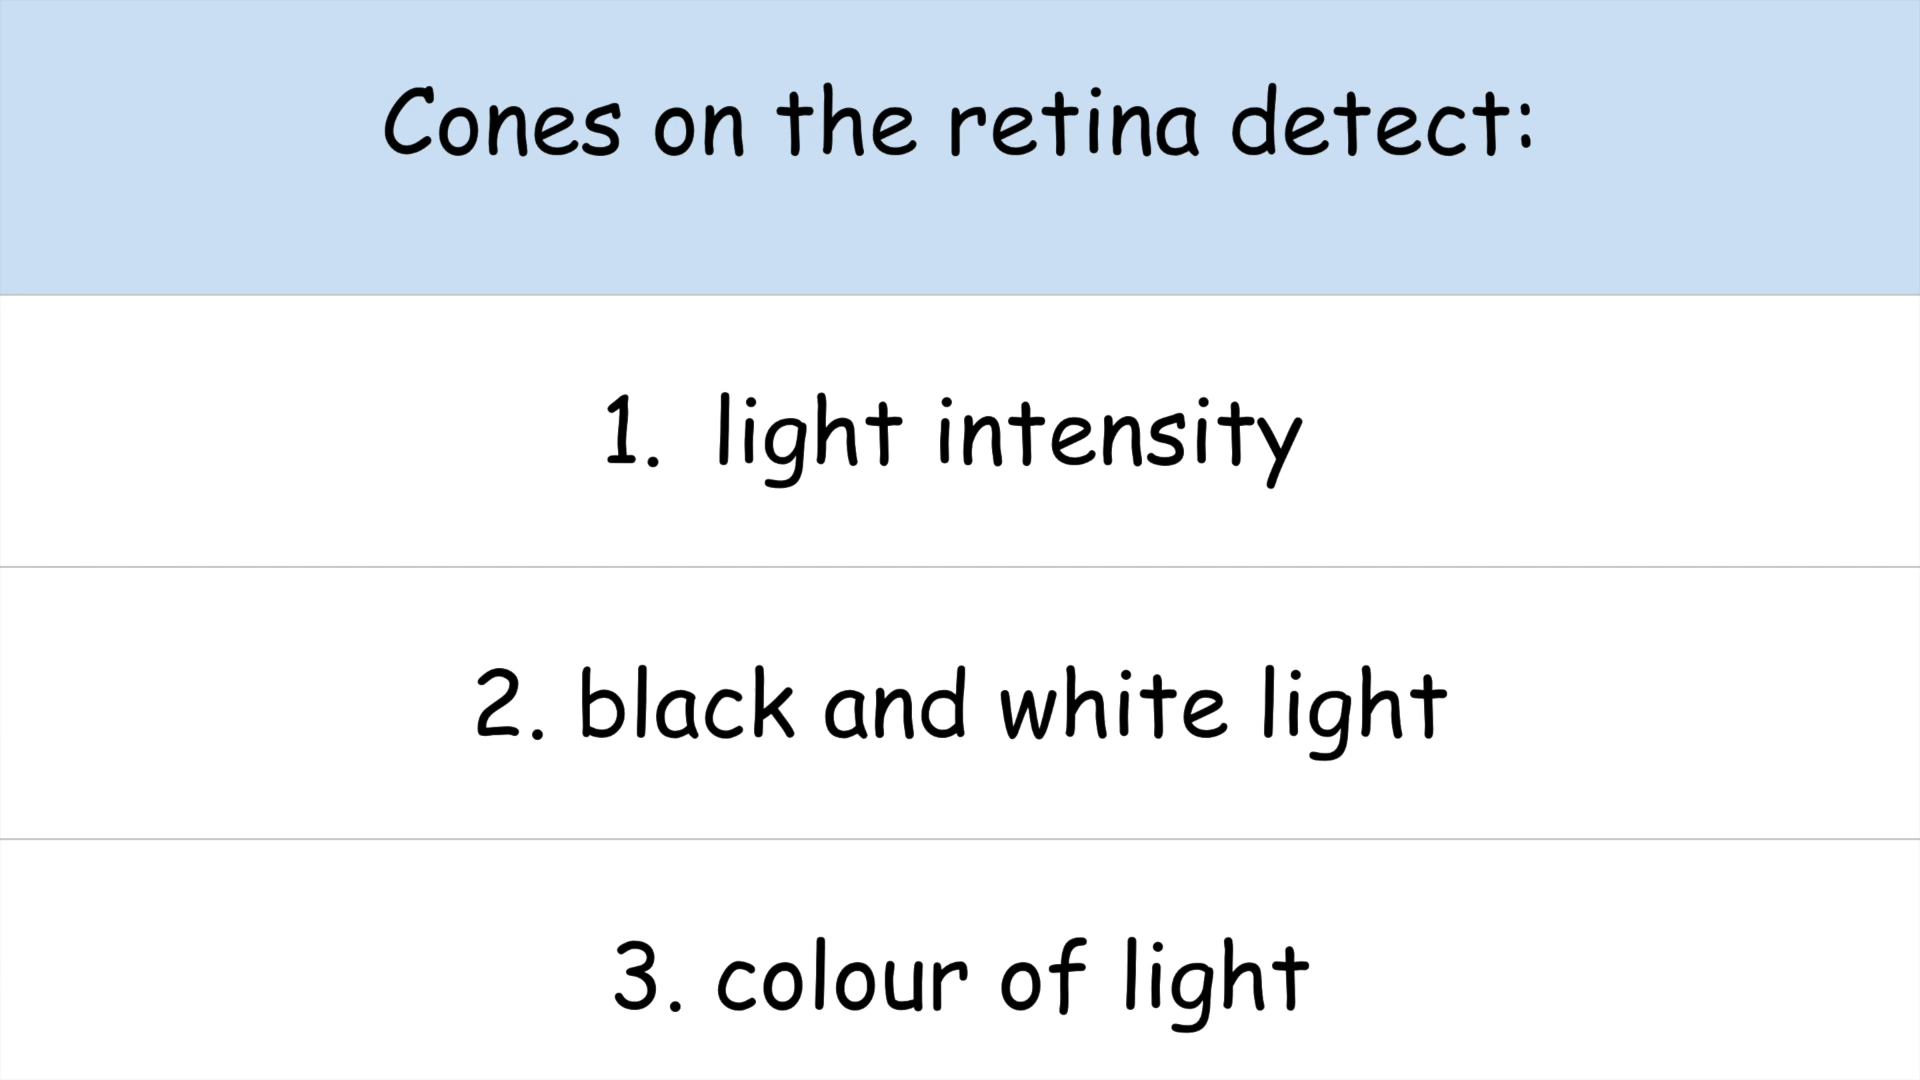 Cones on the retina detect:
1. light intensity
2. black and white light
3. colour of light